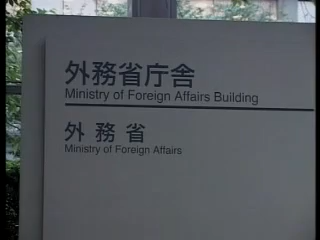 外務省庁舎
Ministry of Foreign Affairs Building
外務省
Ministry of Foreign Affairs